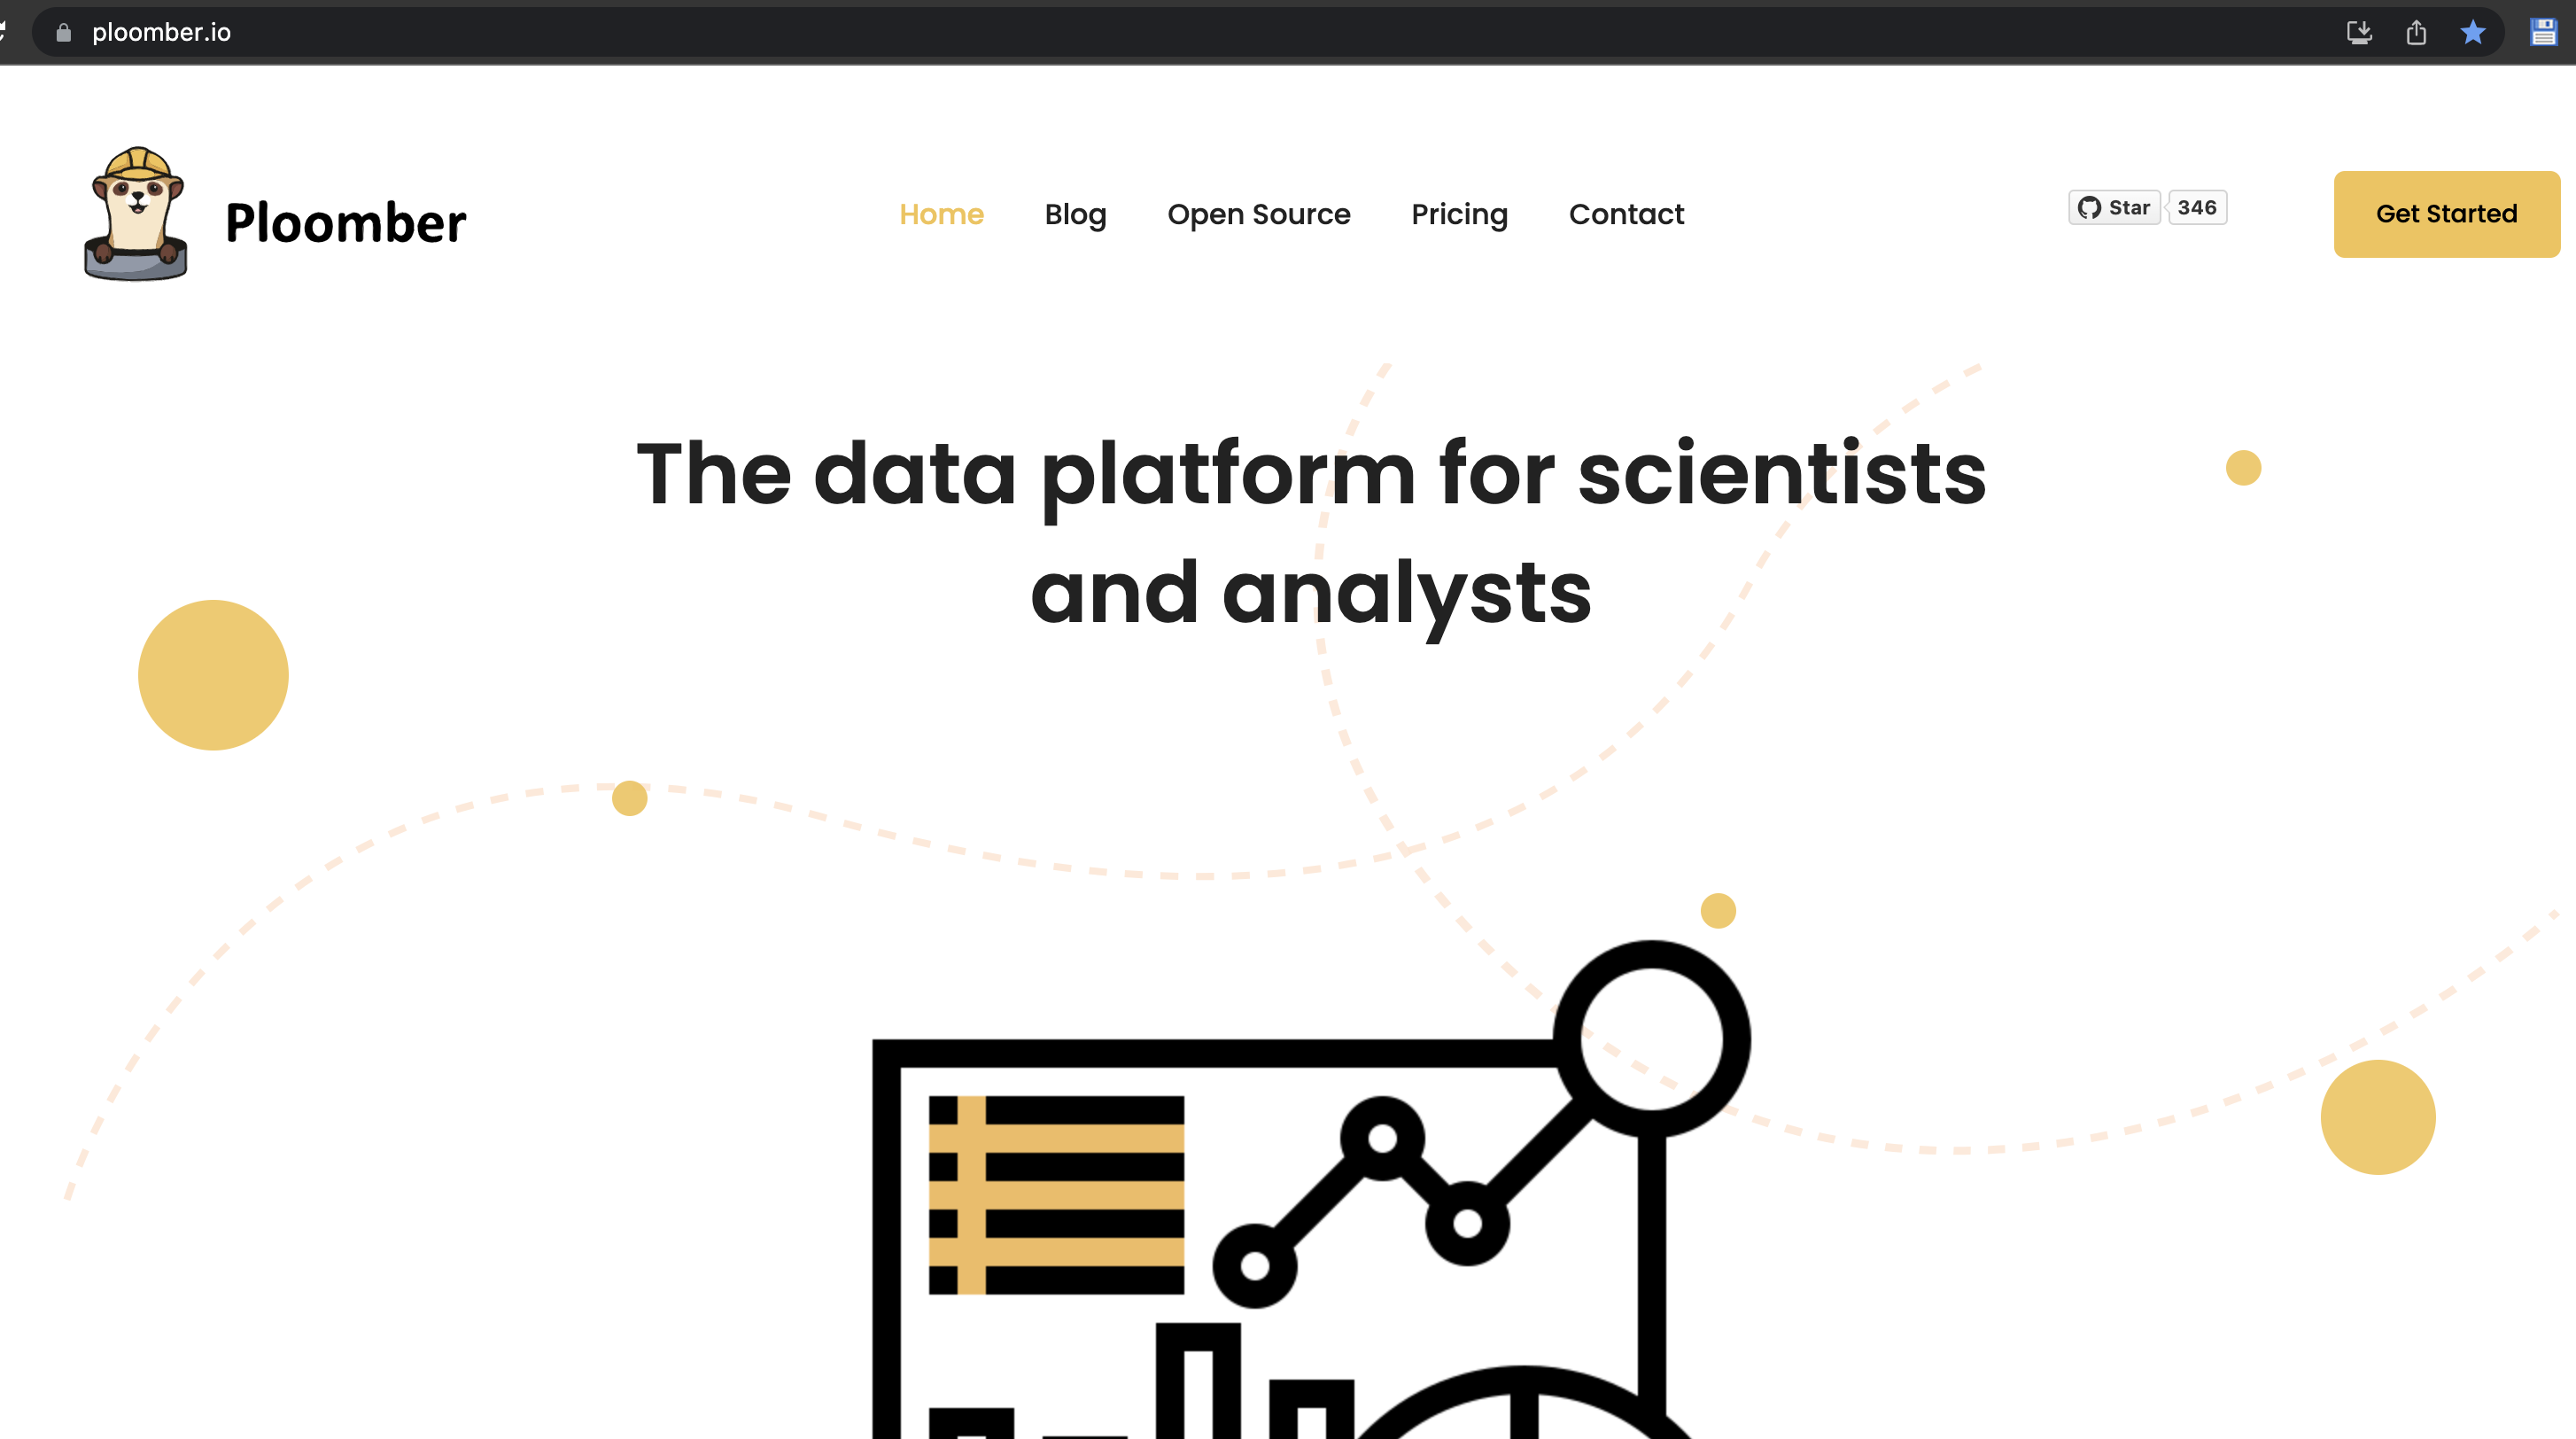 ploomber.io
Ploomber
Home Blog Open Source Pricing Contact
Star 346
Get Started
The data platform for scientists
and analysts